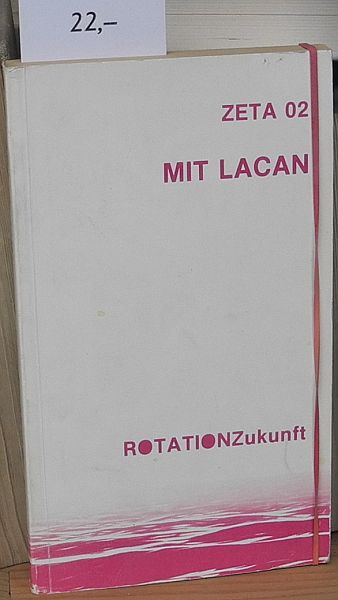 22,–
ZETA 02
MIT LACAN
ROTATIONZukunft